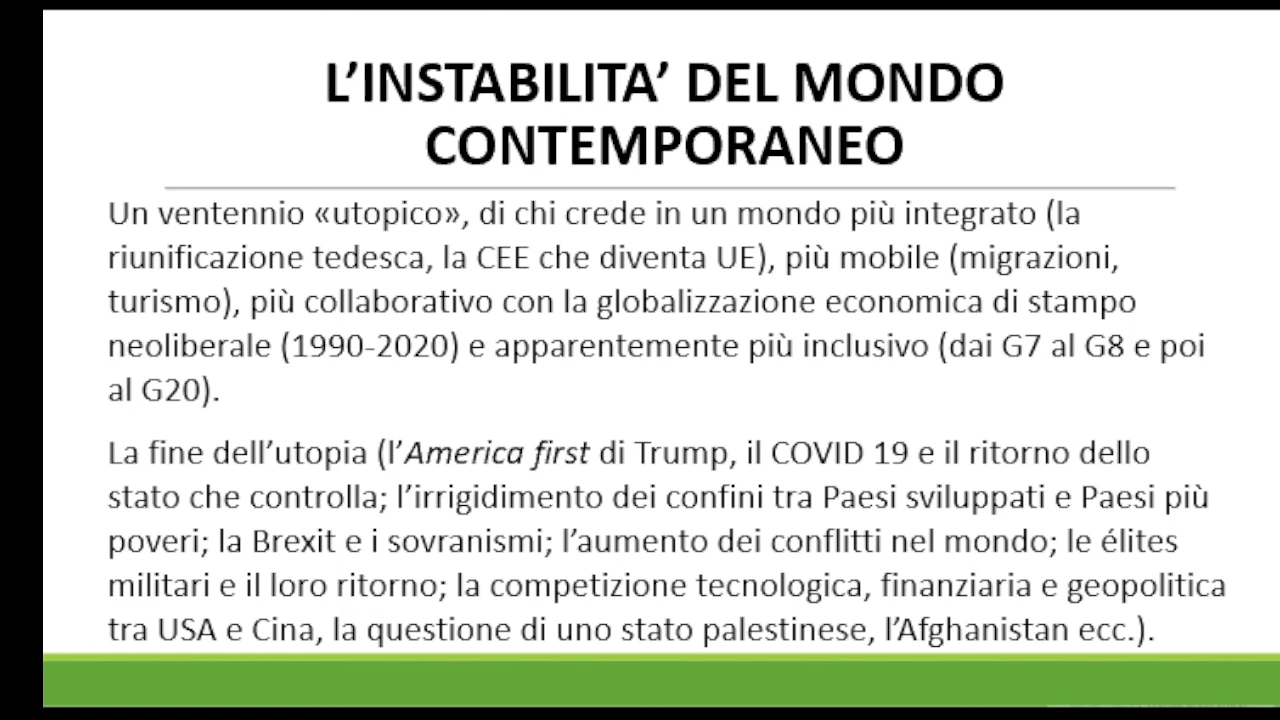 L’INSTABILITA’ DEL MONDO
CONTEMPORANEO
Un ventennio «utopico», di chi crede in un mondo più integrato (la
riunificazione tedesca, la CEE che diventa UE), più mobile (migrazioni,
turismo), più collaborativo con la globalizzazione economica di stampo
neoliberale (1990-2020) e apparentemente più inclusivo (dai G7 al G8 e poi
al G20).
La fine dell’utopia (l’America first di Trump, il COVID 19 e il ritorno dello
stato che controlla; l’irrigidimento dei confini tra Paesi sviluppati e Paesi più
poveri; la Brexit e i sovranismi; l’aumento dei conflitti nel mondo; le élites
militari e il loro ritorno; la competizione tecnologica, finanziaria e geopolitica
tra USA e Cina, la questione di uno stato palestinese, l’Afghanistan ecc.).